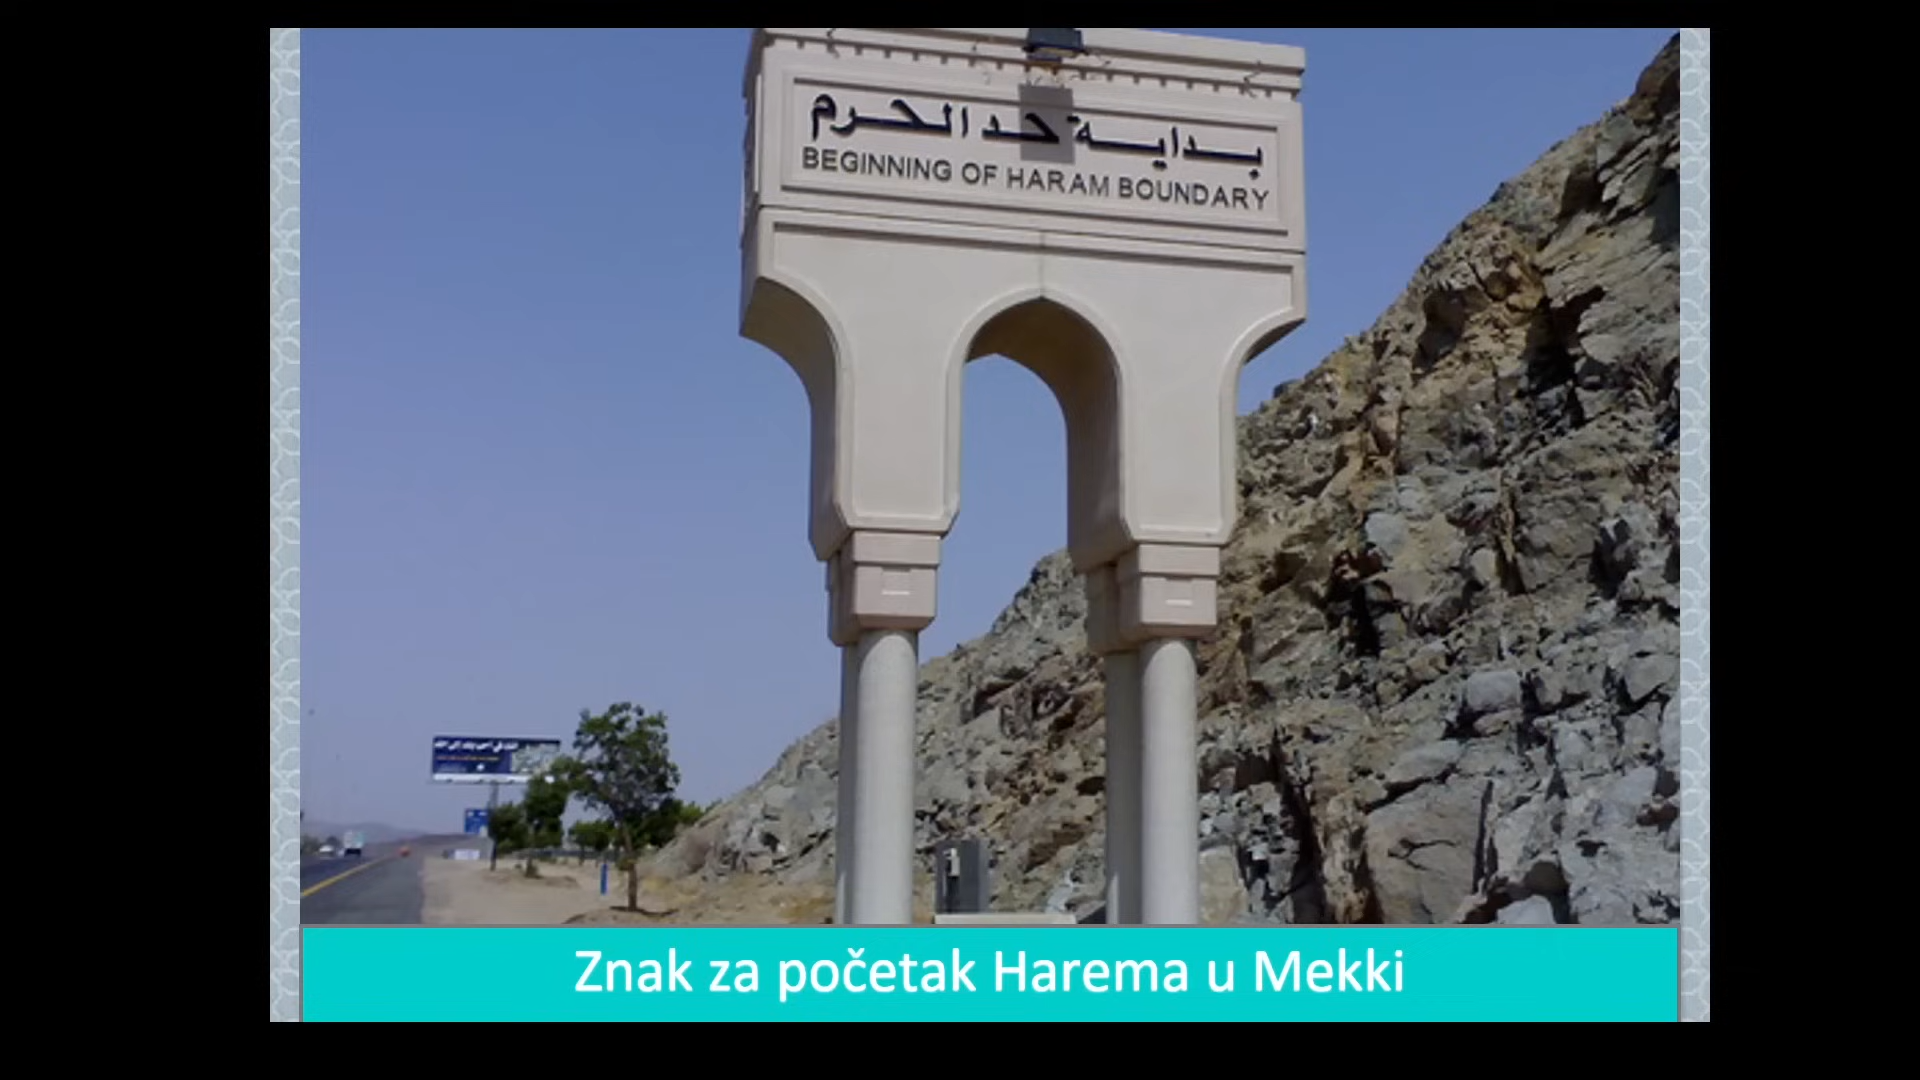 بداية حد الحرم
BEGINNING OF HARAM BOUNDARY
Znak za početak Harema u Mekki